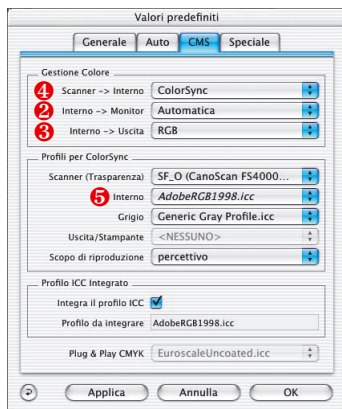 Valori predefiniti
Generale Auto CMS Speciale
Gestione Colore
4 Scanner -> Interno ColorSync
2 Interno -> Monitor Automatica
3 Interno -> Uscita RGB
Profili per ColorSync
Scanner (Trasparenza) SF_O (CanoScan FS4000...
5 Interno AdobeRGB1998.icc
Grigio Generic Gray Profile.icc
Uscita/Stampante <NESSUNO>
Scopo di riproduzione percettivo
Profilo ICC Integrato
Integra il profilo ICC
Profilo da integrare AdobeRGB1998.icc
Plug & Play CMYK EuroscaleUncoated.icc
? Applica Annulla OK